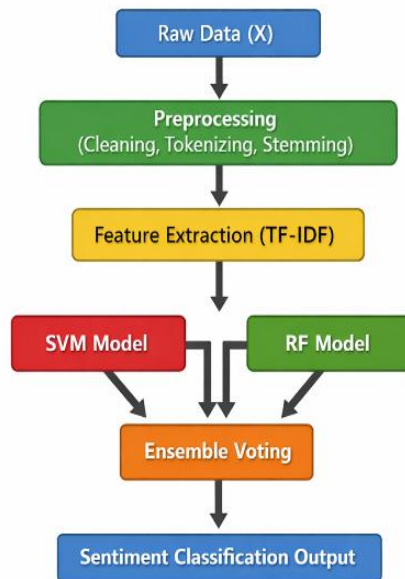 Raw Data (X)
Preprocessing
(Cleaning, Tokenizing, Stemming)
Feature Extraction (TF-IDF)
SVM Model
RF Model
Ensemble Voting
Sentiment Classification Output